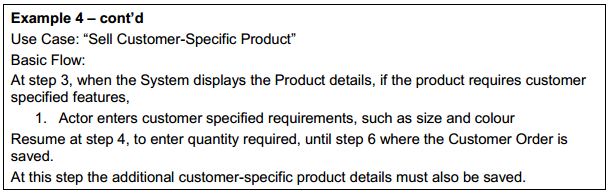 Example 4 – cont’d
Use Case: “Sell Customer-Specific Product”
Basic Flow:
At step 3, when the System displays the Product details, if the product requires customer
specified features,
1. Actor enters customer specified requirements, such as size and colour
Resume at step 4, to enter quantity required, until step 6 where the Customer Order is
saved.
At this step the additional customer-specific product details must also be saved.